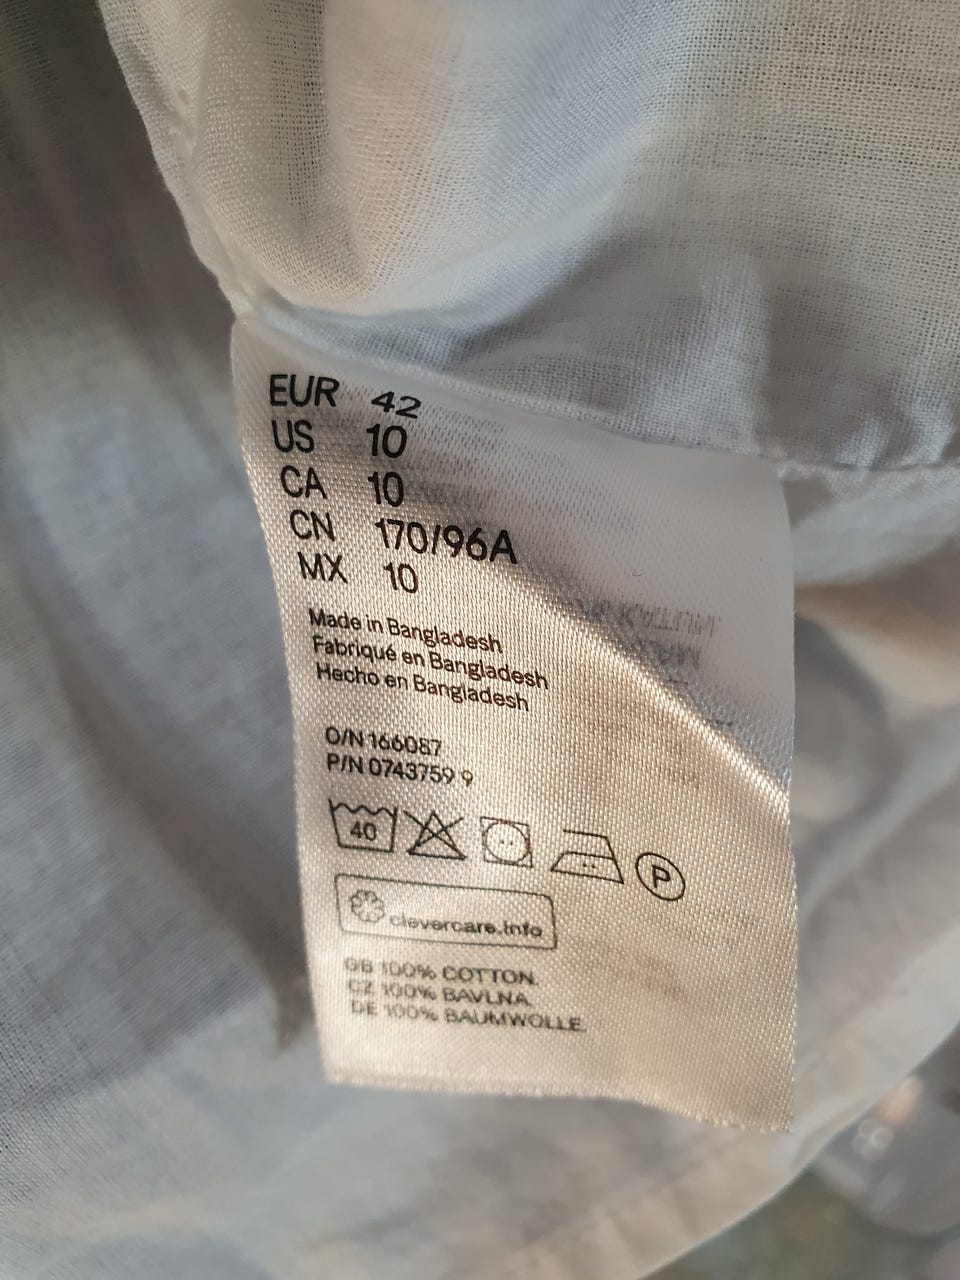 EUR 42
US 10
CA 10
CN 170/96A
MX 10
Made in Bangladesh
Fabriqué en Bangladesh
Hecho en Bangladesh
O/N 166087
P/N 0743759 9
40
P
clevercare.info
GB 100% COTTON.
CZ 100% BAVLNA.
DE 100% BAUMWOLLE.